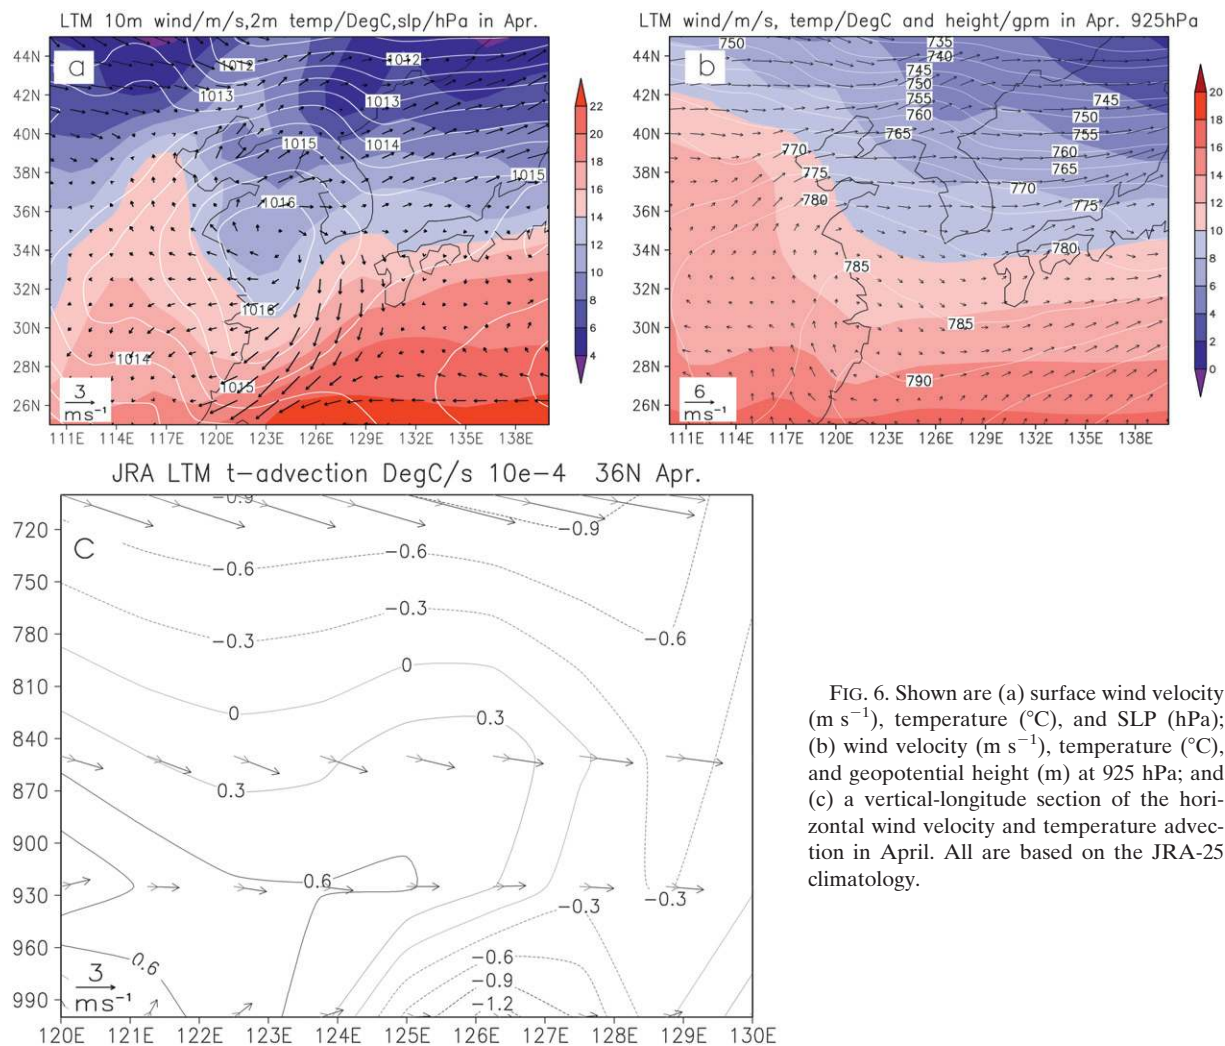 LTM 10m wind/m/s,2m temp/DegC,slp/hPa in Apr.
44N
42N
40N
38N
36N
34N
32N
30N
28N
26N
a
1012
1012
1013
1013
1015
1014
1015
1016
1016
1014
1015
3
ms⁻¹
111E 114E 117E 120E 123E 126E 129E 132E 135E 138E
22
20
18
16
14
12
10
8
6
4
LTM wind/m/s, temp/DegC and height/gpm in Apr. 925hPa
44N
42N
40N
38N
36N
34N
32N
30N
28N
26N
b
750
735
740
745
750
755
760
765
745
750
755
760
765
770
775
780
770
775
780
785
785
790
6
ms⁻¹
111E 114E 117E 120E 123E 126E 129E 132E 135E 138E
20
18
16
14
12
10
8
6
4
2
0
JRA LTM t-advection DegC/s 10e-4 36N Apr.
720
750
780
810
840
870
900
930
960
990
c
-0.9
-0.9
-0.6
-0.6
-0.3
-0.3
-0.6
0
0
0.3
0.3
0.6
-0.3
-0.3
0.6
-0.6
-0.9
-1.2
3
ms⁻¹
120E 121E 122E 123E 124E 125E 126E 127E 128E 129E 130E
FIG. 6. Shown are (a) surface wind velocity
(m s⁻¹), temperature (°C), and SLP (hPa);
(b) wind velocity (m s⁻¹), temperature (°C),
and geopotential height (m) at 925 hPa; and
(c) a vertical-longitude section of the hori-
zontal wind velocity and temperature advec-
tion in April. All are based on the JRA-25
climatology.